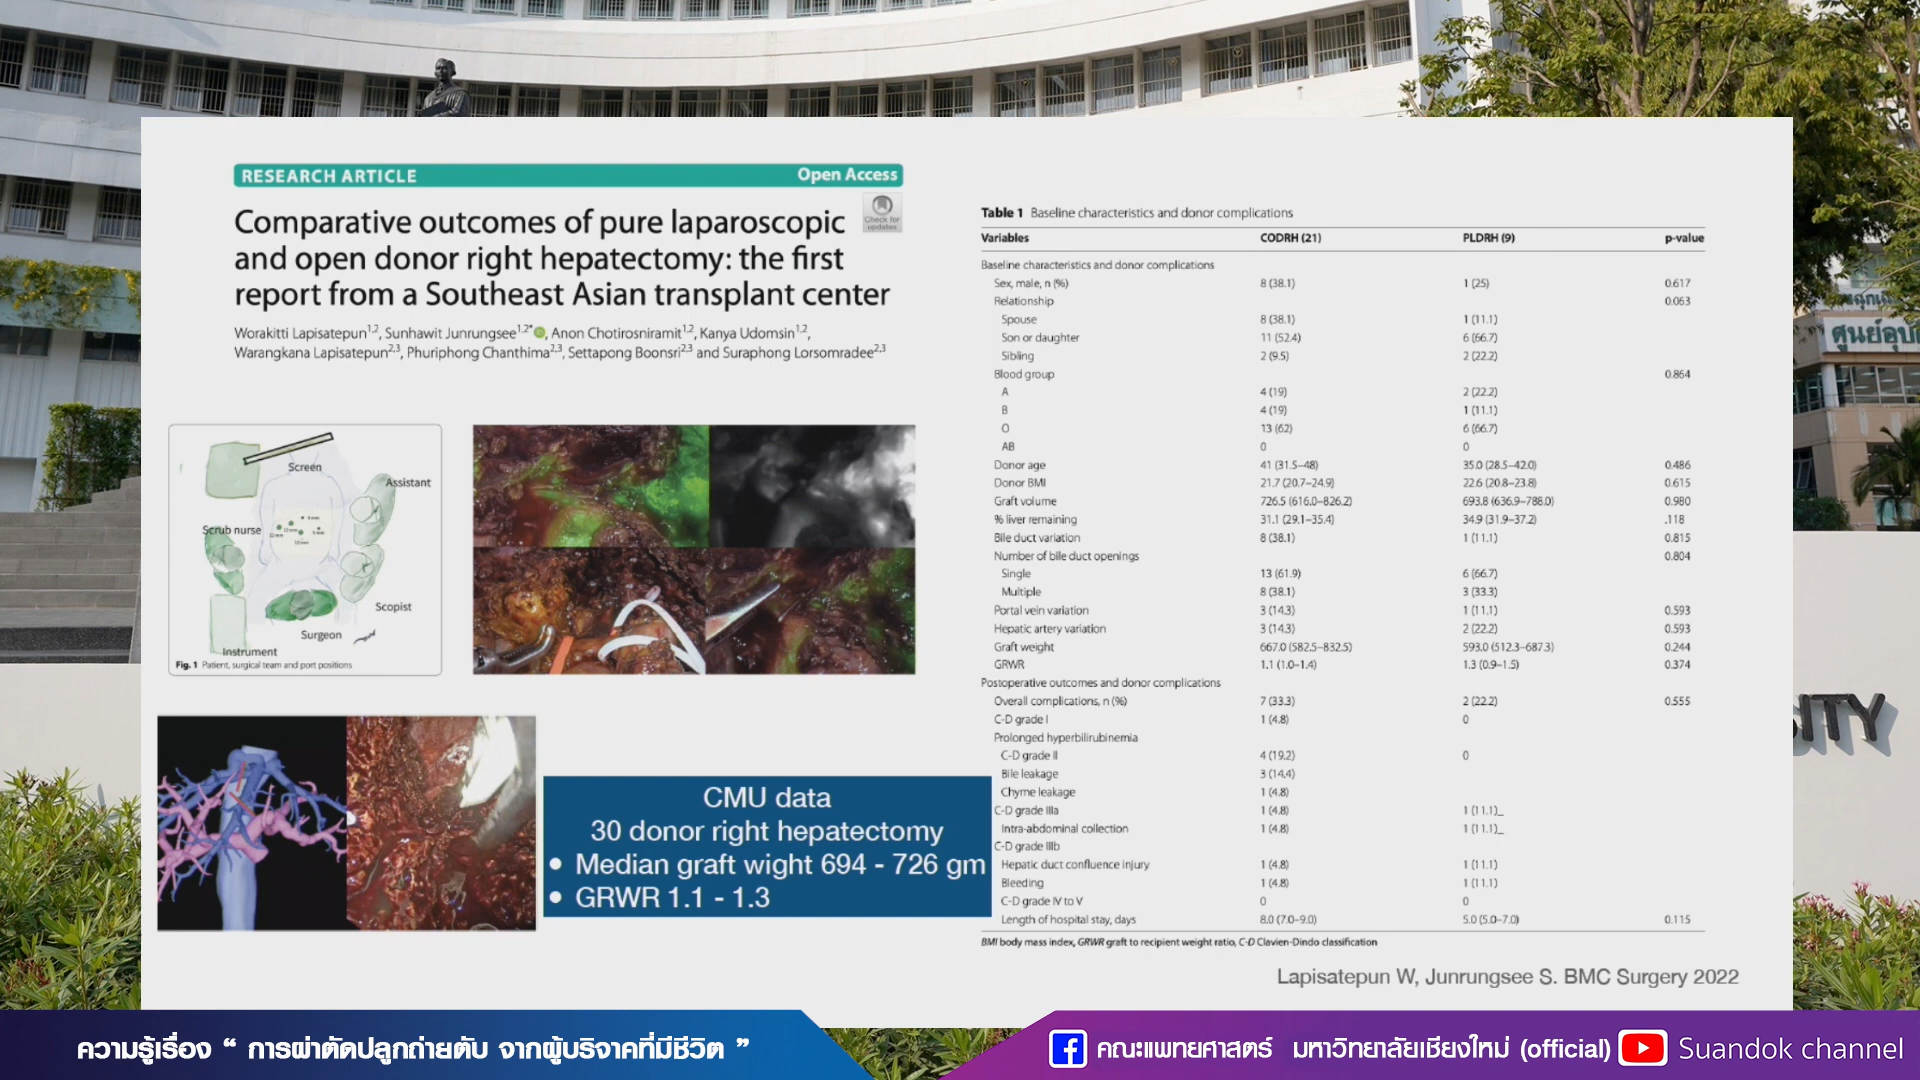 RESEARCH ARTICLE Open Access
Check for
updates
Comparative outcomes of pure laparoscopic
and open donor right hepatectomy: the first
report from a Southeast Asian transplant center
Worakitti Lapisatepun1,2, Sunhawit Junrungsee1,2*, Anon Chotirosniramit1,2, Kanya Udomsin1,2,
Warangkana Lapisatepun2,3, Phuriphong Chanthima2,3, Settapong Boonsri2,3 and Suraphong Lorsomradee2,3
Screen
Assistant
Scrub nurse
Scopist
Surgeon
Instrument
Fig. 1 Patient, surgical team and port positions
CMU data
30 donor right hepatectomy
• Median graft wight 694 - 726 gm
• GRWR 1.1 - 1.3
Table 1 Baseline characteristics and donor complications
Variables CODRH (21) PLDRH (9) p-value
Baseline characteristics and donor complications
Sex, male, n (%) 8 (38.1) 1 (25) 0.617
Relationship 0.063
Spouse 8 (38.1) 1 (11.1)
Son or daughter 11 (52.4) 6 (66.7)
Sibling 2 (9.5) 2 (22.2)
Blood group 0.864
A 4 (19) 2 (22.2)
B 4 (19) 1 (11.1)
O 13 (62) 6 (66.7)
AB 0 0
Donor age 41 (31.5–48) 35.0 (28.5–42.0) 0.486
Donor BMI 21.7 (20.7–24.9) 22.6 (20.8–23.8) 0.615
Graft volume 726.5 (616.0–826.2) 693.8 (636.9–788.0) 0.980
% liver remaining 31.1 (29.1–35.4) 34.9 (31.9–37.2) .118
Bile duct variation 8 (38.1) 1 (11.1) 0.815
Number of bile duct openings 0.804
Single 13 (61.9) 6 (66.7)
Multiple 8 (38.1) 3 (33.3)
Portal vein variation 3 (14.3) 1 (11.1) 0.593
Hepatic artery variation 3 (14.3) 2 (22.2) 0.593
Graft weight 667.0 (582.5–832.5) 593.0 (512.3–687.3) 0.244
GRWR 1.1 (1.0–1.4) 1.3 (0.9–1.5) 0.374
Postoperative outcomes and donor complications
Overall complications, n (%) 7 (33.3) 2 (22.2) 0.555
C-D grade I 1 (4.8) 0
Prolonged hyperbilirubinemia
C-D grade II 4 (19.2) 0
Bile leakage 3 (14.4)
Chyme leakage 1 (4.8)
C-D grade IIIa 1 (4.8) 1 (11.1)_
Intra-abdominal collection 1 (4.8) 1 (11.1)_
C-D grade IIIb
Hepatic duct confluence injury 1 (4.8) 1 (11.1)
Bleeding 1 (4.8) 1 (11.1)
C-D grade IV to V 0 0
Length of hospital stay, days 8.0 (7.0–9.0) 5.0 (5.0–7.0) 0.115
BMI body mass index, GRWR graft to recipient weight ratio, C-D Clavien-Dindo classification
Lapisatepun W, Junrungsee S. BMC Surgery 2022
SITY
ความรู้เรื่อง “ การผ่าตัดปลูกถ่ายตับ จากผู้บริจาคที่มีชีวิต ”
คณะแพทยศาสตร์ มหาวิทยาลัยเชียงใหม่ (official)
Suandok channel